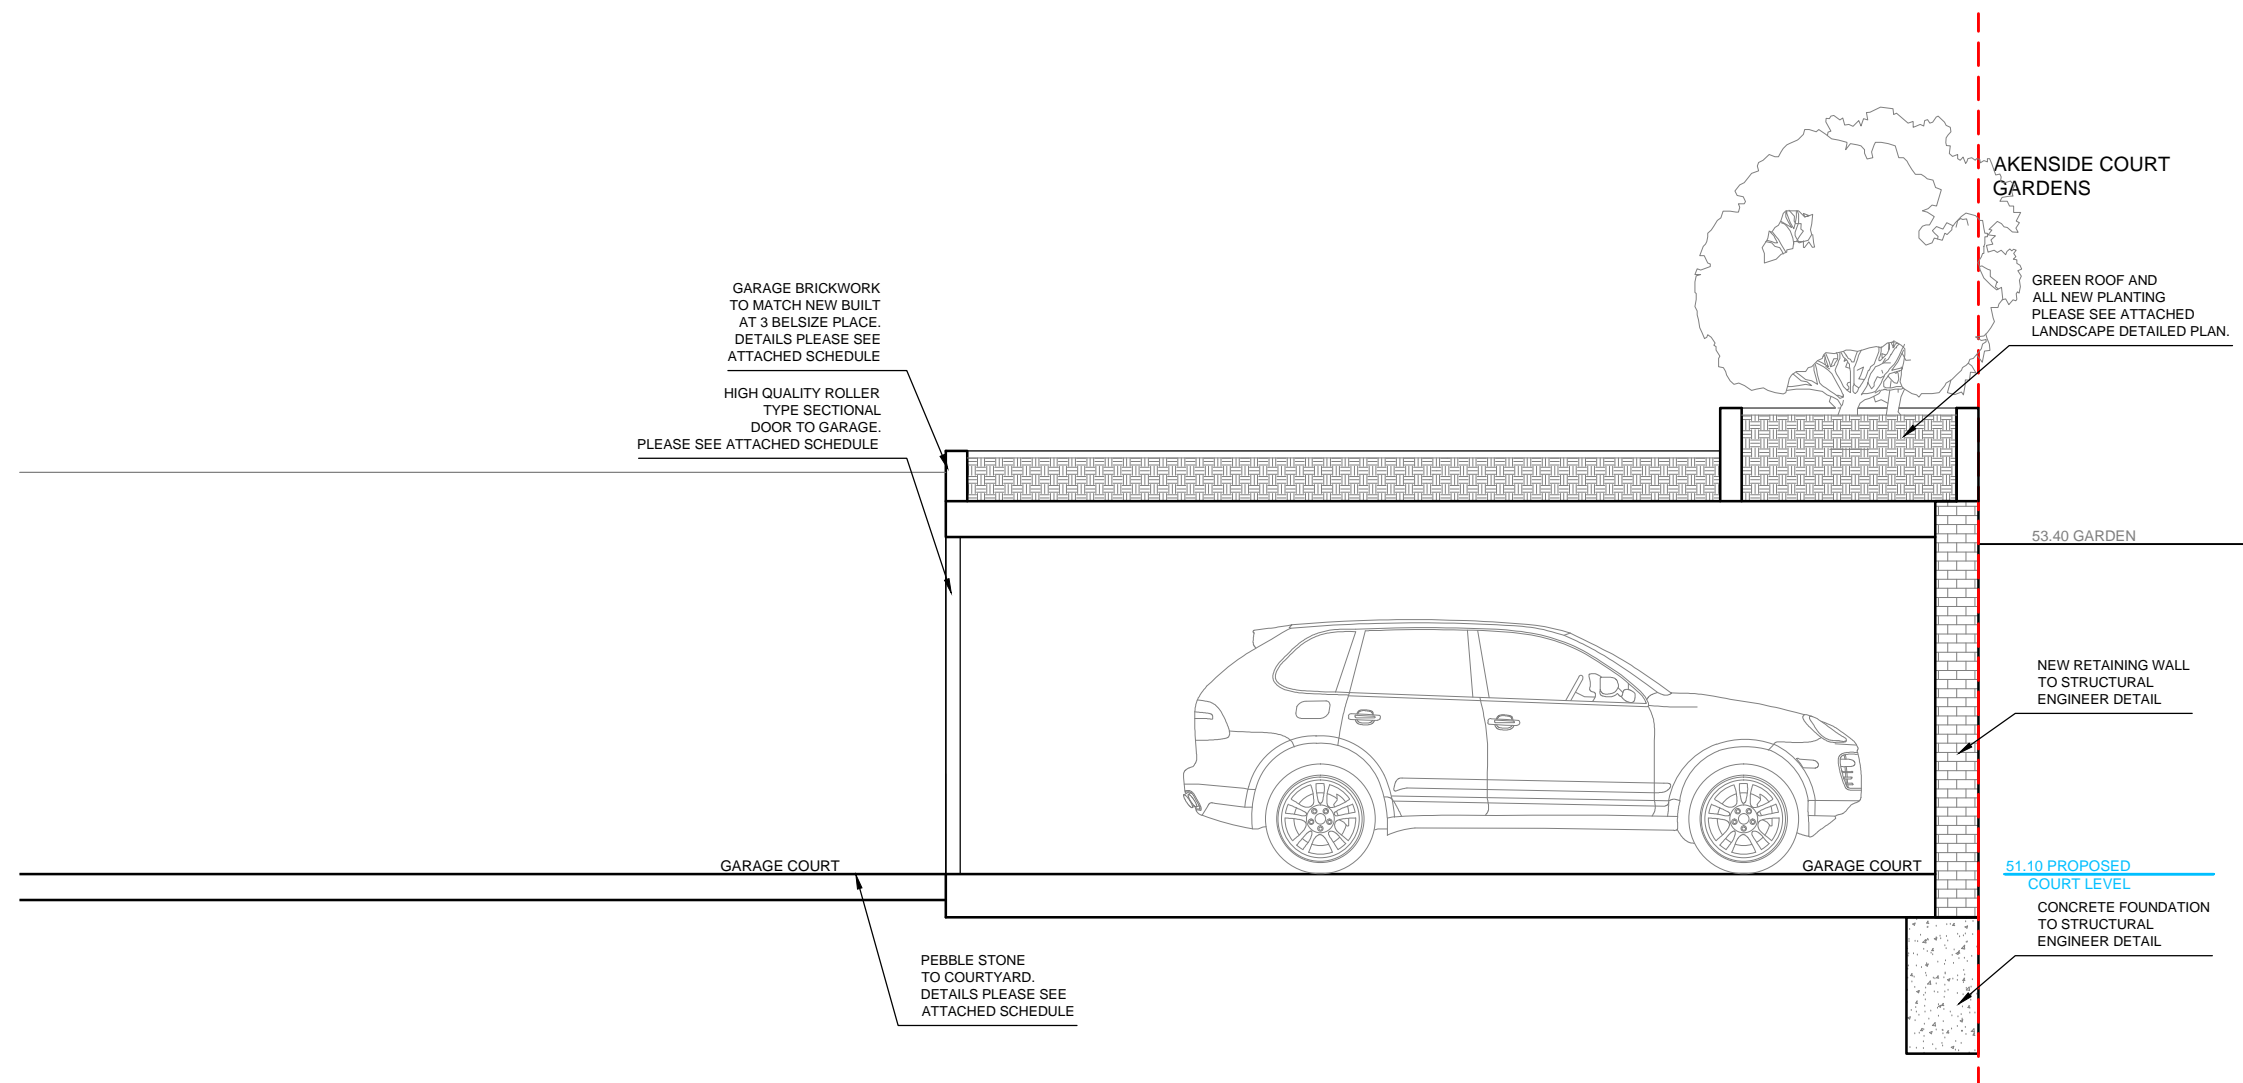 AKENSIDE COURT
GARDENS
GARAGE BRICKWORK
TO MATCH NEW BUILT
AT 3 BELSIZE PLACE.
DETAILS PLEASE SEE
ATTACHED SCHEDULE
HIGH QUALITY ROLLER
TYPE SECTIONAL
DOOR TO GARAGE.
PLEASE SEE ATTACHED SCHEDULE
GREEN ROOF AND
ALL NEW PLANTING
PLEASE SEE ATTACHED
LANDSCAPE DETAILED PLAN.
53.40 GARDEN
NEW RETAINING WALL
TO STRUCTURAL
ENGINEER DETAIL
GARAGE COURT
GARAGE COURT
51.10 PROPOSED
COURT LEVEL
CONCRETE FOUNDATION
TO STRUCTURAL
ENGINEER DETAIL
PEBBLE STONE
TO COURTYARD.
DETAILS PLEASE SEE
ATTACHED SCHEDULE